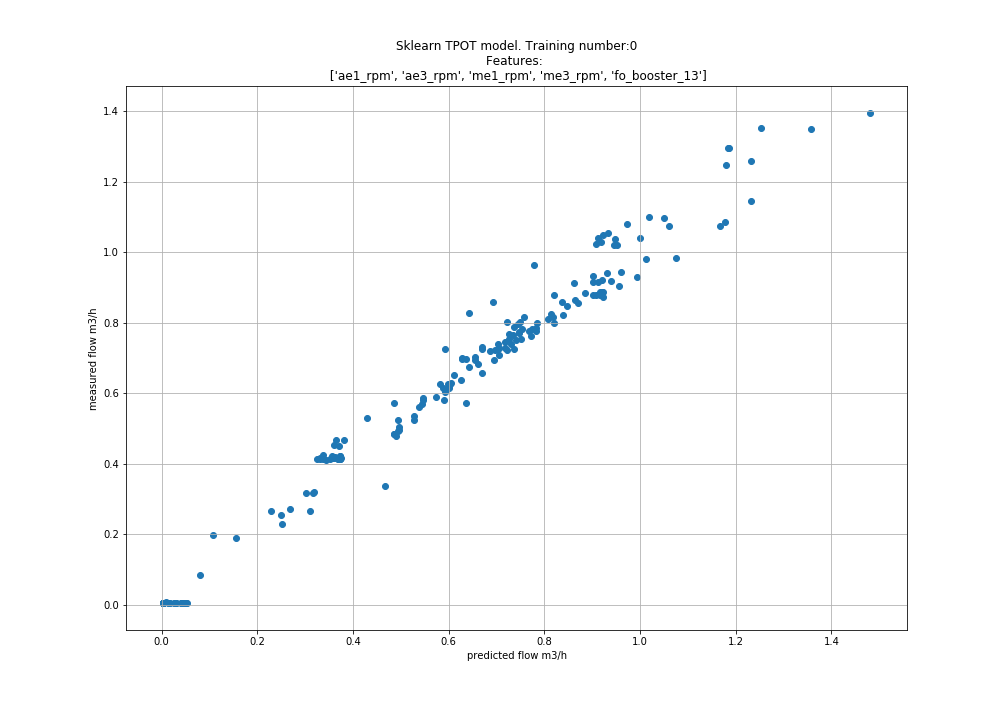 Sklearn TPOT model. Training number:0
Features:
['ae1_rpm', 'ae3_rpm', 'me1_rpm', 'me3_rpm', 'fo_booster_13']
measured flow m3/h
1.4
1.2
1.0
0.8
0.6
0.4
0.2
0.0
0.0 0.2 0.4 0.6 0.8 1.0 1.2 1.4
predicted flow m3/h